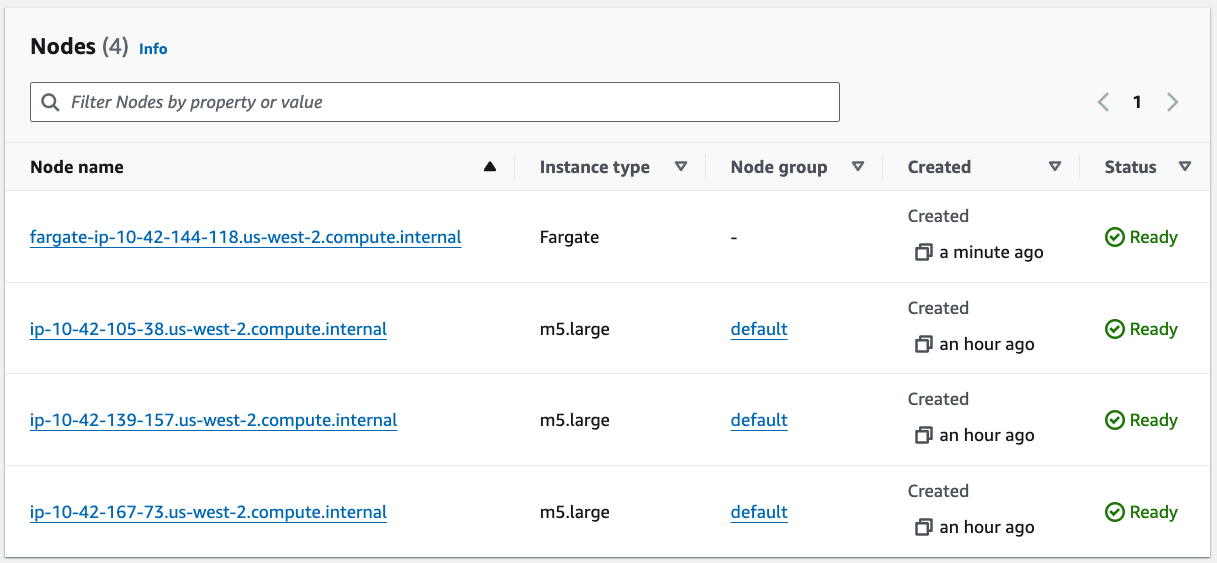 Nodes (4) Info
Filter Nodes by property or value
1
Node name Instance type Node group Created Status
fargate-ip-10-42-144-118.us-west-2.compute.internal Fargate - Created a minute ago Ready
ip-10-42-105-38.us-west-2.compute.internal m5.large default Created an hour ago Ready
ip-10-42-139-157.us-west-2.compute.internal m5.large default Created an hour ago Ready
ip-10-42-167-73.us-west-2.compute.internal m5.large default Created an hour ago Ready